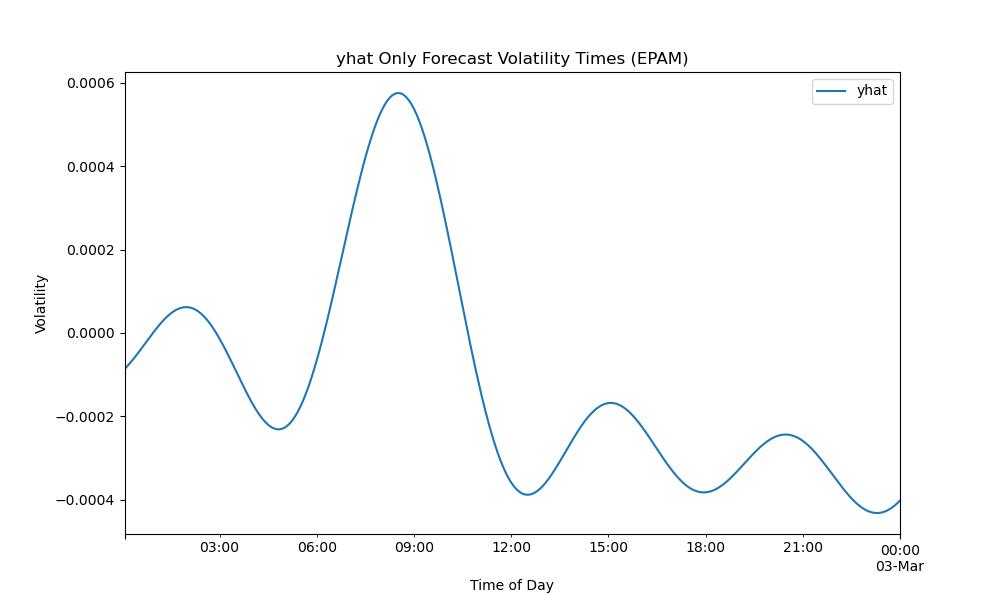 yhat Only Forecast Volatility Times (EPAM)
yhat
0.0006
0.0004
0.0002
0.0000
−0.0002
−0.0004
Volatility
03:00 06:00 09:00 12:00 15:00 18:00 21:00 00:00
03-Mar
Time of Day